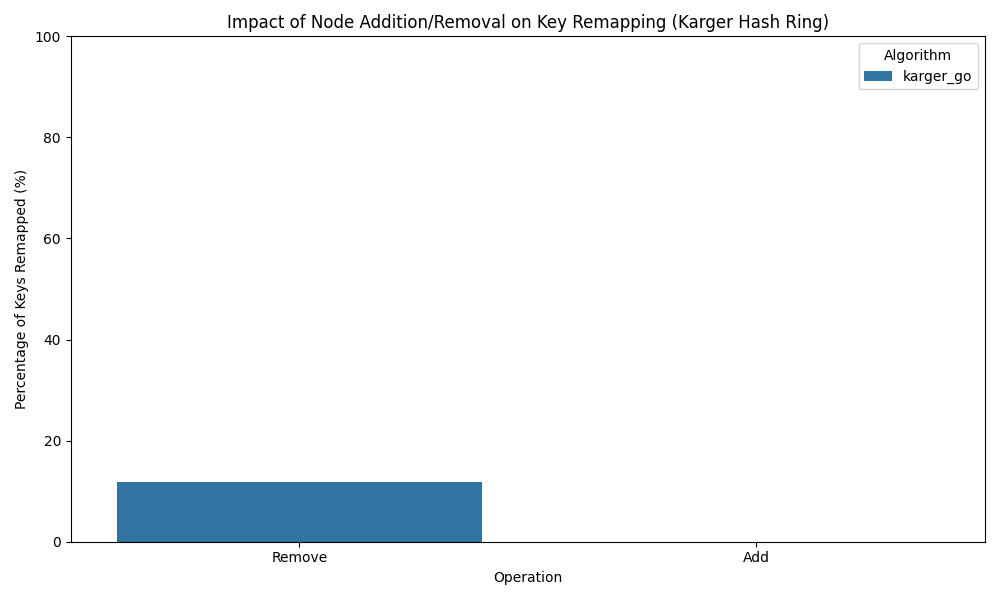 Impact of Node Addition/Removal on Key Remapping (Karger Hash Ring)
100
80
60
40
20
0
Percentage of Keys Remapped (%)
Algorithm
karger_go
Remove
Add
Operation